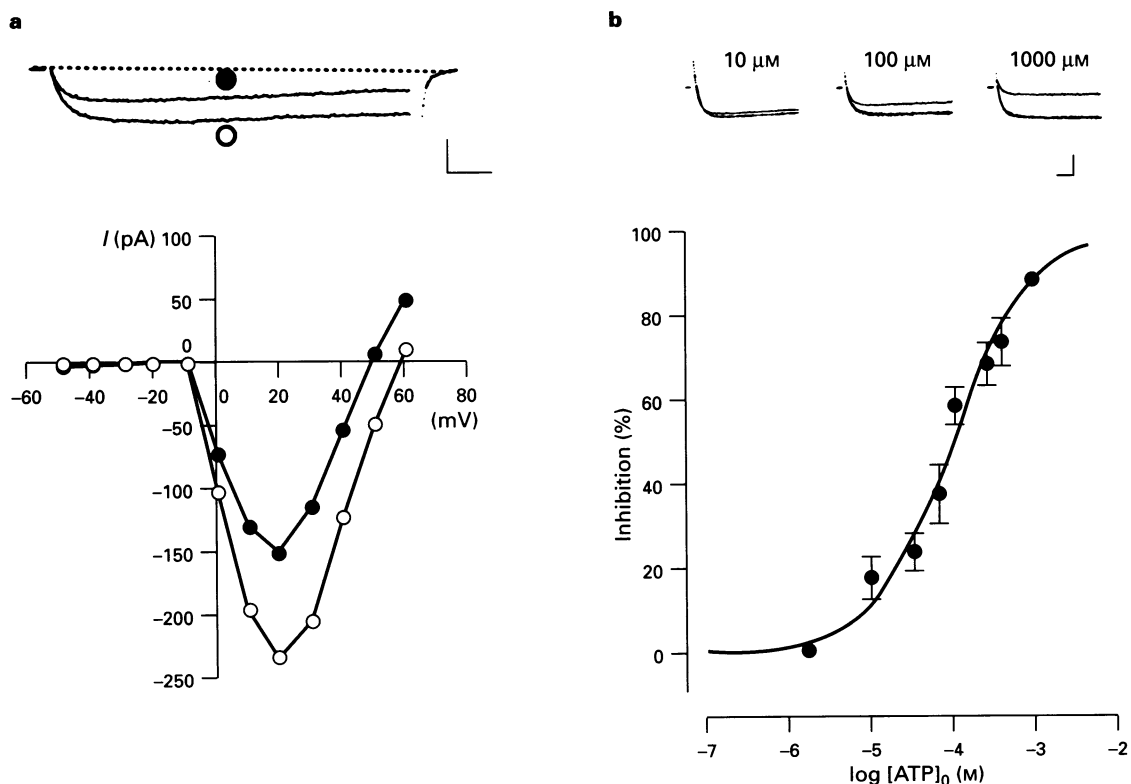 a
I (pA)
100
50
0
−50
−100
−150
−200
−250
−60 −40 −20 0 20 40 60 80
(mV)
b
10 μM 100 μM 1000 μM
100
80
60
40
20
0
Inhibition (%)
−7 −6 −5 −4 −3 −2
log [ATP]0 (M)